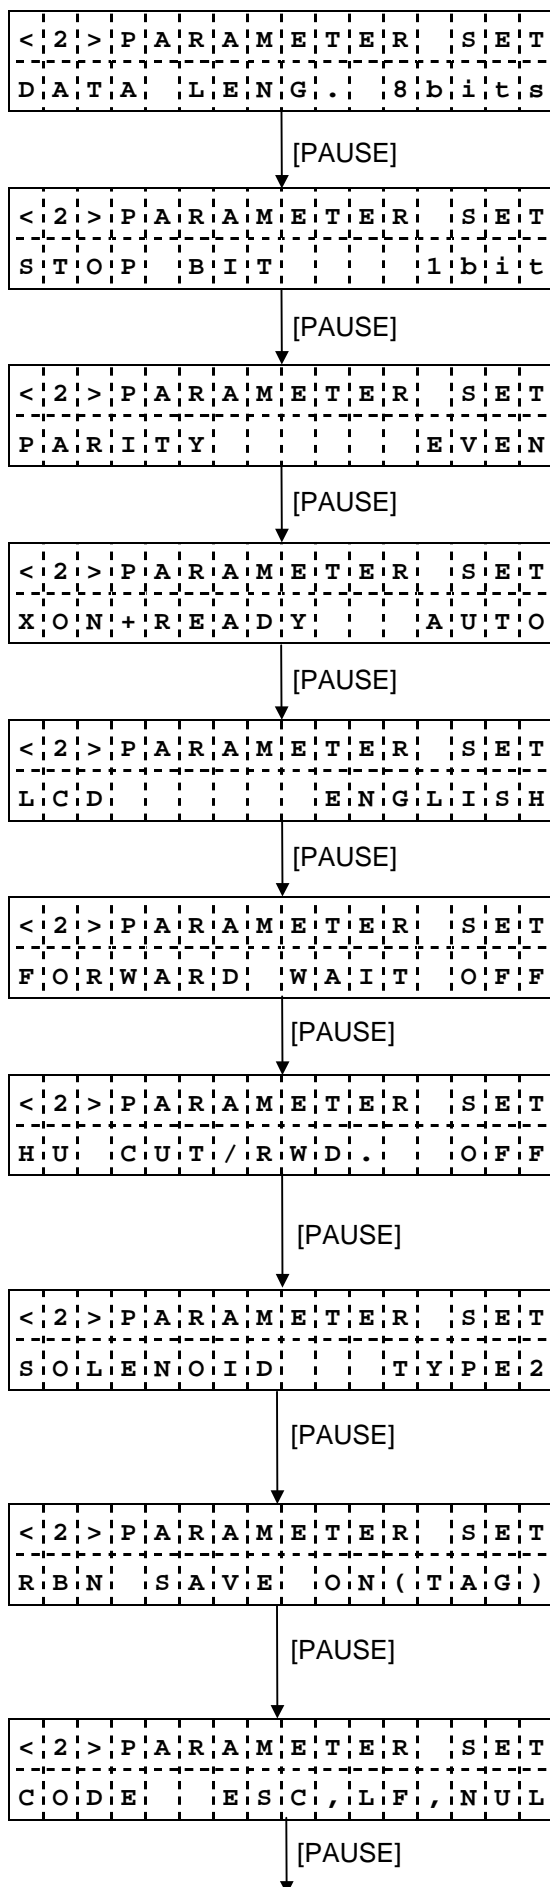 <2>PARAMETER SET
DATA LENG. 8bits
[PAUSE]
<2>PARAMETER SET
STOP BIT    1bit
[PAUSE]
<2>PARAMETER SET
PARITY      EVEN
[PAUSE]
<2>PARAMETER SET
XON+READY   AUTO
[PAUSE]
<2>PARAMETER SET
LCD      ENGLISH
[PAUSE]
<2>PARAMETER SET
FORWARD WAIT OFF
[PAUSE]
<2>PARAMETER SET
HU CUT/RWD.  OFF
[PAUSE]
<2>PARAMETER SET
SOLENOID   TYPE2
[PAUSE]
<2>PARAMETER SET
RBN SAVE ON(TAG)
[PAUSE]
<2>PARAMETER SET
CODE  ESC,LF,NUL
[PAUSE]